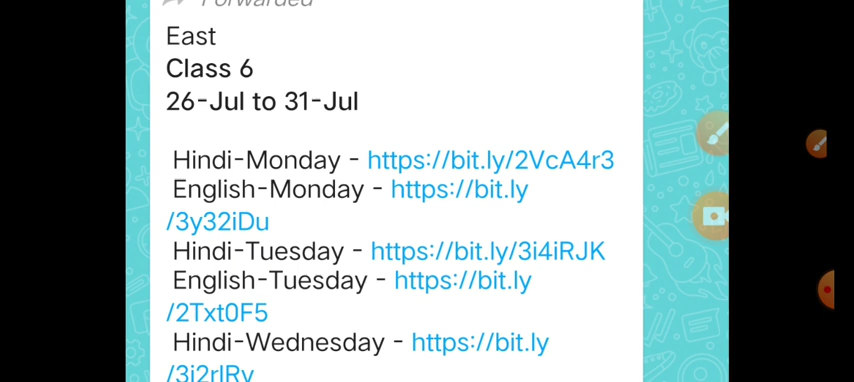 Forwarded
East
Class 6
26-Jul to 31-Jul
Hindi-Monday - https://bit.ly/2VcA4r3
English-Monday - https://bit.ly
/3y32iDu
Hindi-Tuesday - https://bit.ly/3i4iRJK
English-Tuesday - https://bit.ly
/2Txt0F5
Hindi-Wednesday - https://bit.ly